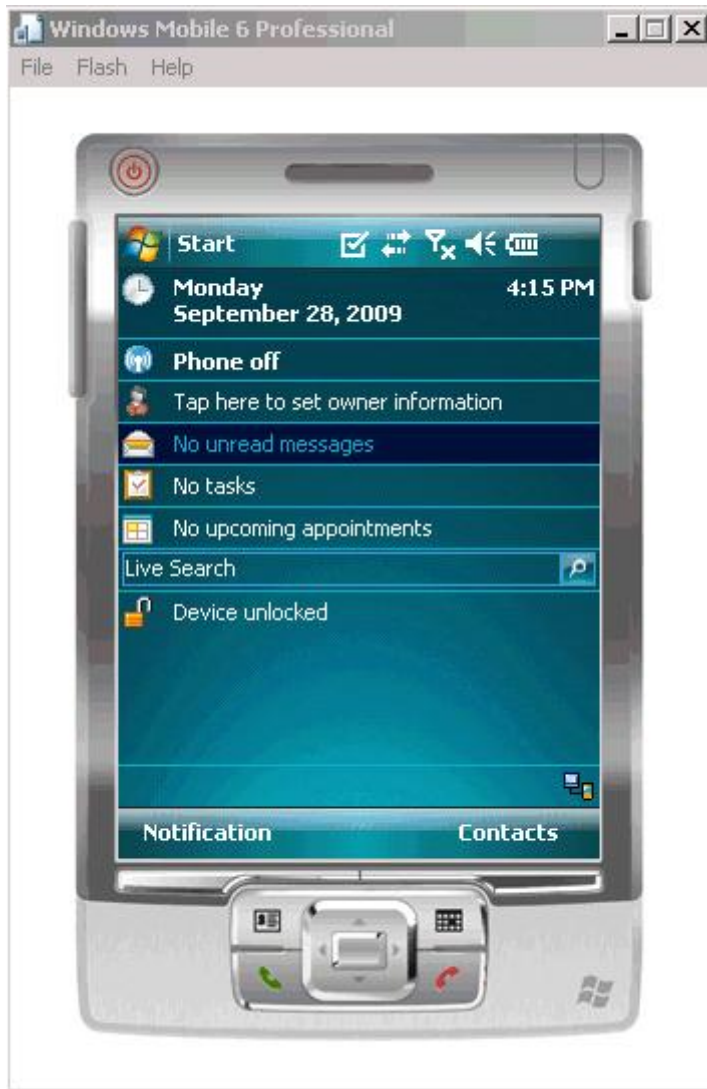 Windows Mobile 6 Professional
File Flash Help
Start
Monday 4:15 PM
September 28, 2009
Phone off
Tap here to set owner information
No unread messages
No tasks
No upcoming appointments
Live Search
Device unlocked
Notification Contacts